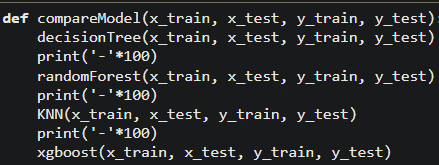 def compareModel(x_train, x_test, y_train, y_test):
decisionTree(x_train, x_test, y_train, y_test)
print('-'*100)
randomForest(x_train, x_test, y_train, y_test)
print('-'*100)
KNN(x_train, x_test, y_train, y_test)
print('-'*100)
xgboost(x_train, x_test, y_train, y_test)